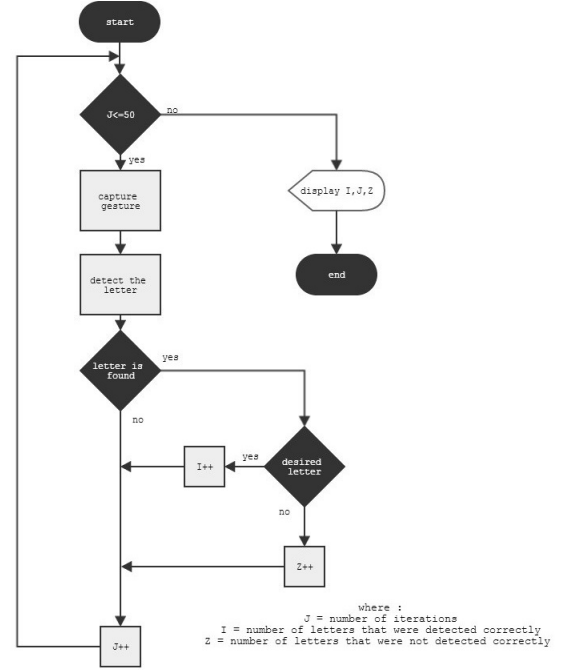 start
J<=50
no
yes
capture
gesture
display I,J,Z
detect the
letter
end
letter is
found
yes
no
desired
letter
yes
I++
no
Z++
where :
J = number of iterations
I = number of letters that were detected correctly
Z = number of letters that were not detected correctly
J++